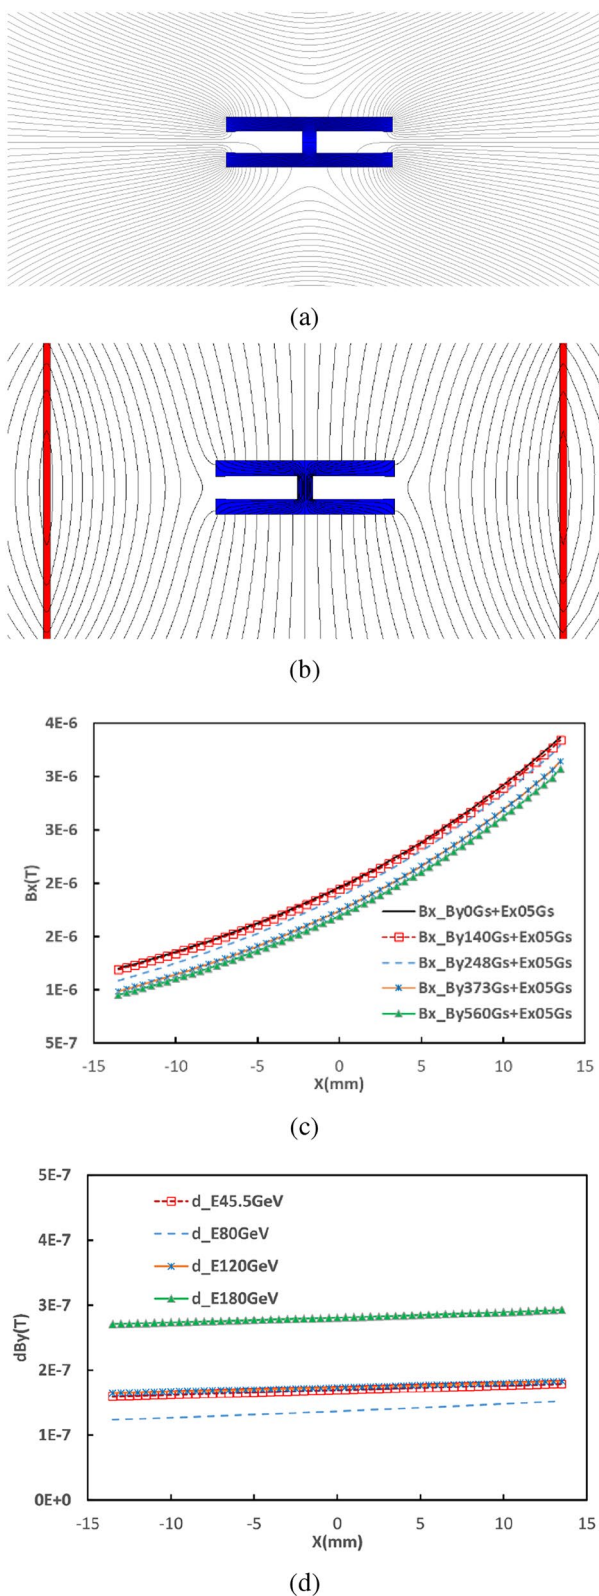 (a)
(b)
4E-6
3E-6
3E-6
2E-6
2E-6
1E-6
5E-7
Bx(T)
Bx_By0Gs+Ex05Gs
Bx_By140Gs+Ex05Gs
Bx_By248Gs+Ex05Gs
Bx_By373Gs+Ex05Gs
Bx_By560Gs+Ex05Gs
-15 -10 -5 0 5 10 15
X(mm)
(c)
5E-7
4E-7
3E-7
2E-7
1E-7
0E+0
dBy(T)
d_E45.5GeV
d_E80GeV
d_E120GeV
d_E180GeV
-15 -10 -5 0 5 10 15
X(mm)
(d)